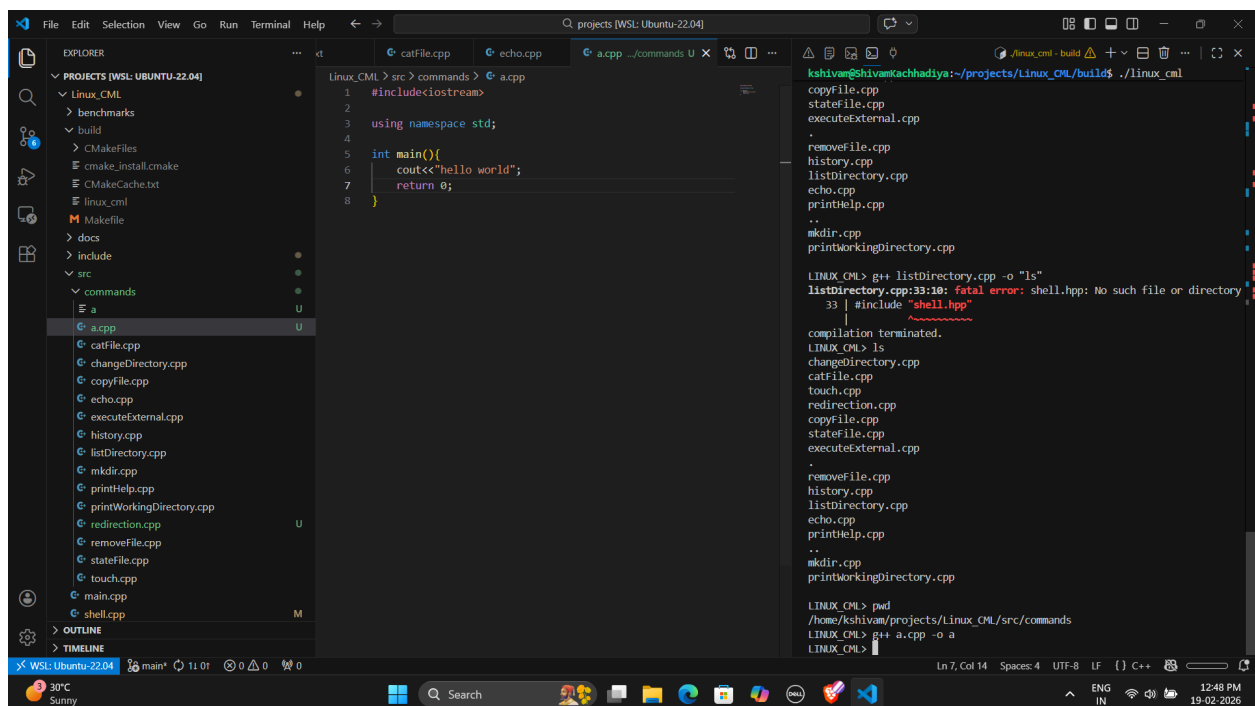 File Edit Selection View Go Run Terminal Help
projects [WSL: Ubuntu-22.04]
EXPLORER
PROJECTS [WSL: UBUNTU-22.04]
Linux_CML
benchmarks
build
CMakeFiles
cmake_install.cmake
CMakeCache.txt
linux_cml
Makefile
docs
include
src
commands
a U
a.cpp U
catFile.cpp
changeDirectory.cpp
copyFile.cpp
echo.cpp
executeExternal.cpp
history.cpp
listDirectory.cpp
mkdir.cpp
printHelp.cpp
printWorkingDirectory.cpp
redirection.cpp U
removeFile.cpp
stateFile.cpp
touch.cpp
main.cpp
shell.cpp M
OUTLINE
TIMELINE
6
xt catFile.cpp echo.cpp a.cpp .../commands U
Linux_CML > src > commands > a.cpp
1 #include<iostream>
2
3 using namespace std;
4
5 int main(){
6 cout<<"hello world";
7 return 0;
8 }
./linux_cml - build
kshivam@ShivamKachhadiya:~/projects/Linux_CML/build$ ./linux_cml
copyFile.cpp
stateFile.cpp
executeExternal.cpp
.
removeFile.cpp
history.cpp
listDirectory.cpp
echo.cpp
printHelp.cpp
..
mkdir.cpp
printWorkingDirectory.cpp
LINUX_CML> g++ listDirectory.cpp -o "ls"
listDirectory.cpp:33:10: fatal error: shell.hpp: No such file or directory
33 | #include "shell.hpp"
| ^~~~~~~~~~~
compilation terminated.
LINUX_CML> ls
changeDirectory.cpp
catFile.cpp
touch.cpp
redirection.cpp
copyFile.cpp
stateFile.cpp
executeExternal.cpp
.
removeFile.cpp
history.cpp
listDirectory.cpp
echo.cpp
printHelp.cpp
..
mkdir.cpp
printWorkingDirectory.cpp
LINUX_CML> pwd
/home/kshivam/projects/Linux_CML/src/commands
LINUX_CML> g++ a.cpp -o a
LINUX_CML>
WSL: Ubuntu-22.04 main* 1↓ 0↑ 0 0 0 Ln 7, Col 14 Spaces: 4 UTF-8 LF {} C++
3 30°C
Sunny
Search
DELL
ENG
IN
12:48 PM
19-02-2026